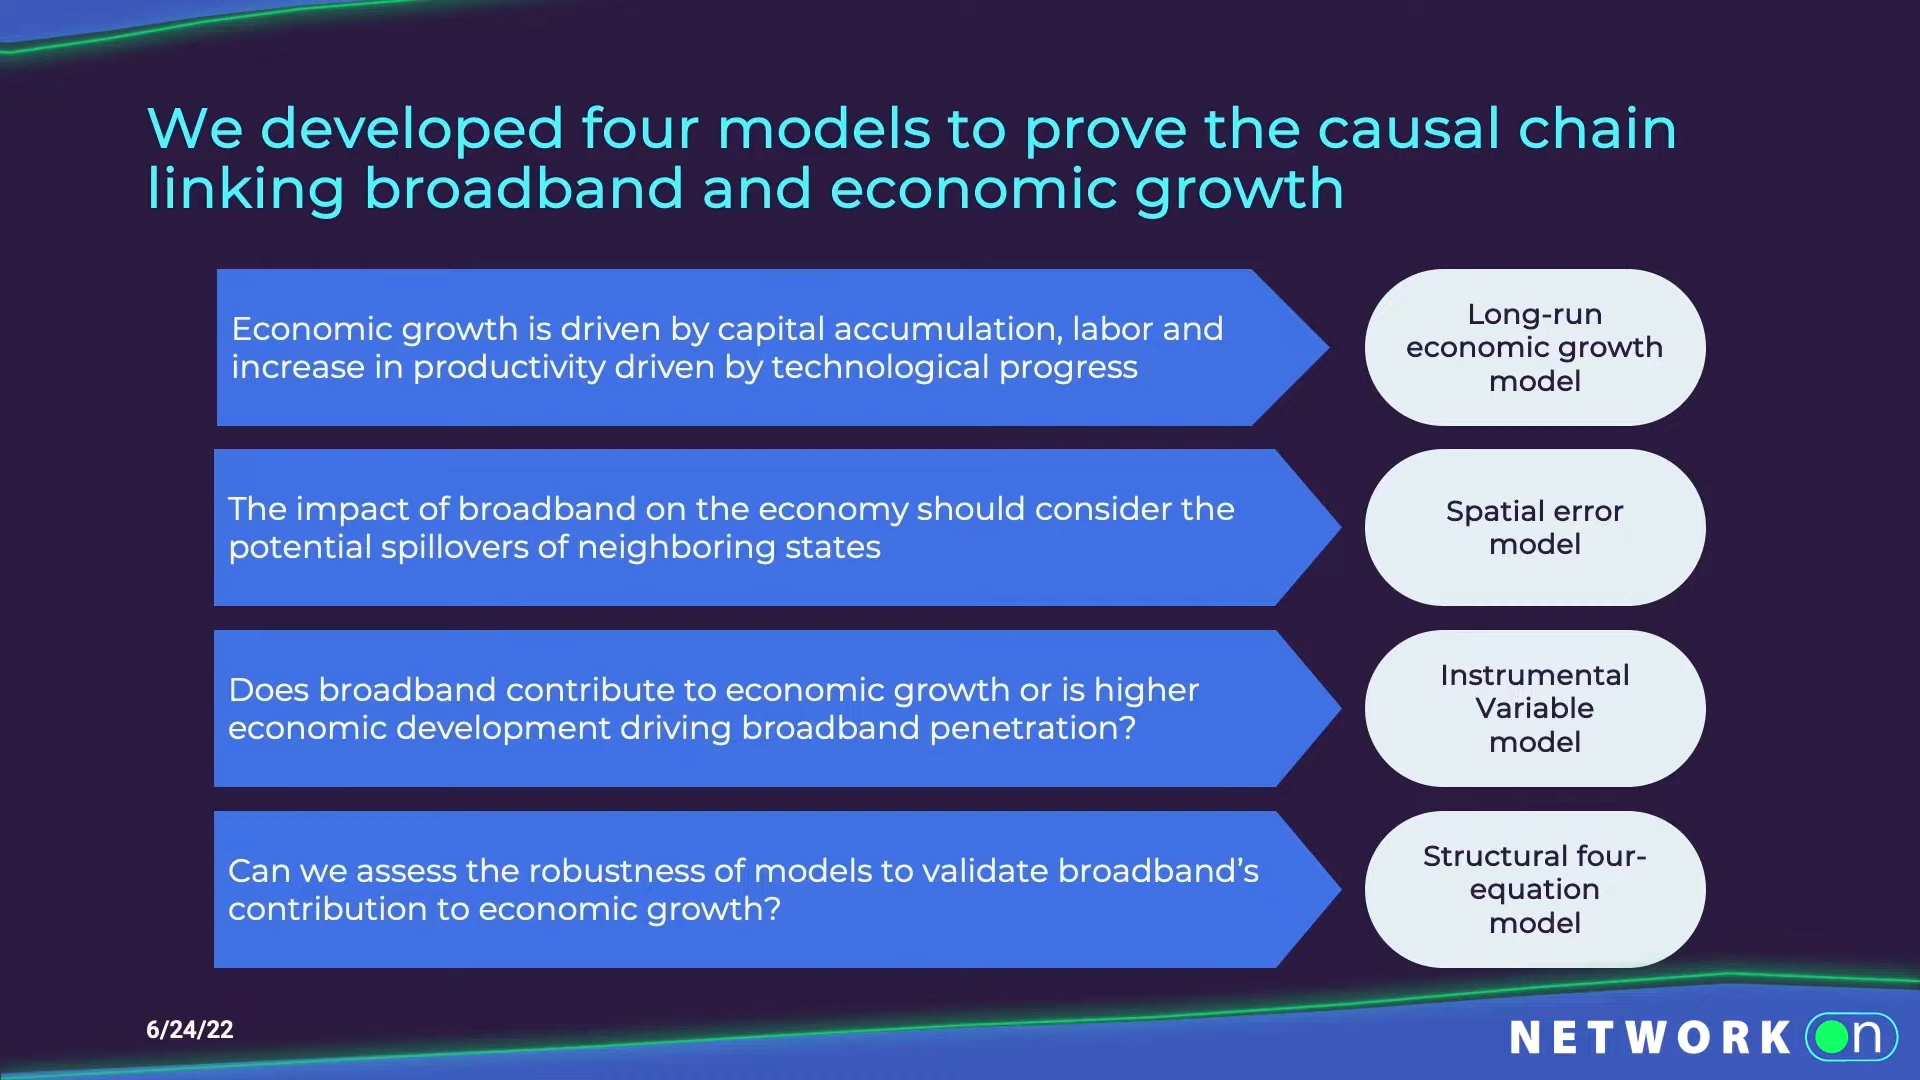 We developed four models to prove the causal chain
linking broadband and economic growth
Economic growth is driven by capital accumulation, labor and
increase in productivity driven by technological progress
Long-run
economic growth
model
The impact of broadband on the economy should consider the
potential spillovers of neighboring states
Spatial error
model
Does broadband contribute to economic growth or is higher
economic development driving broadband penetration?
Instrumental
Variable
model
Can we assess the robustness of models to validate broadband’s
contribution to economic growth?
Structural four-
equation
model
6/24/22
NETWORK On